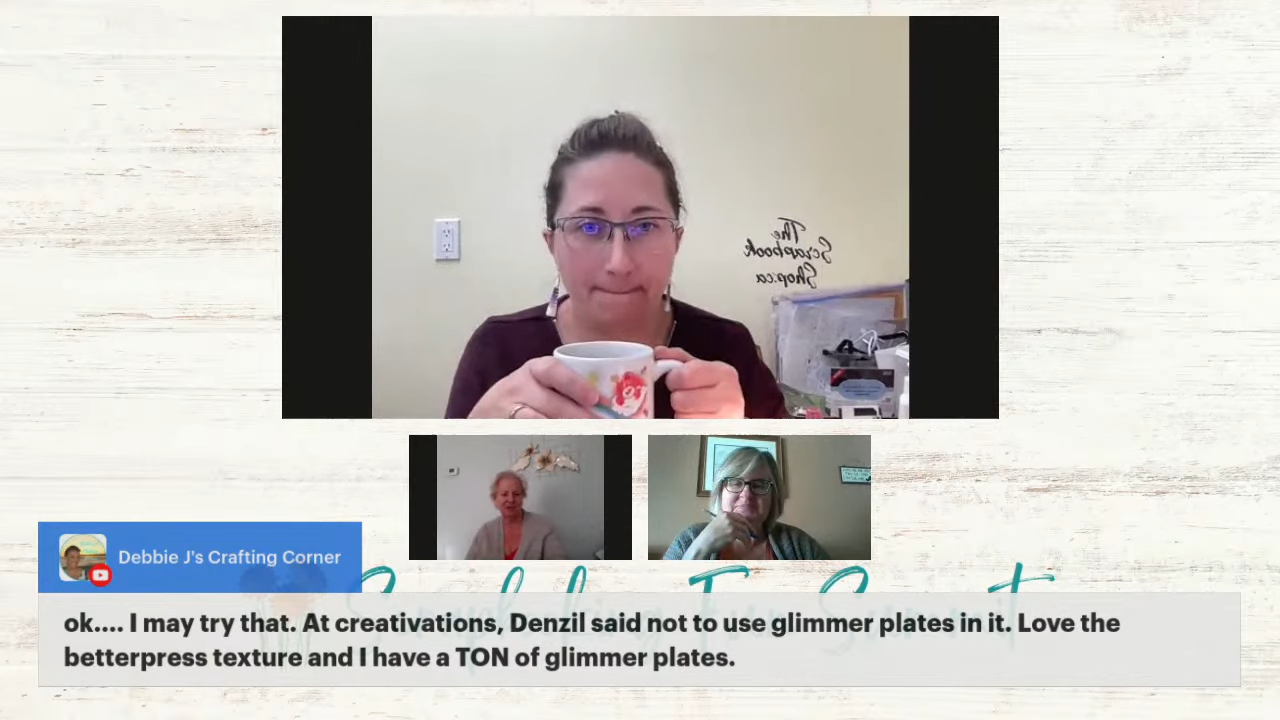 The
Scrapbook
Shop.ca
Debbie J's Crafting Corner
ok.... I may try that. At creativations, Denzil said not to use glimmer plates in it. Love the
betterpress texture and I have a TON of glimmer plates.